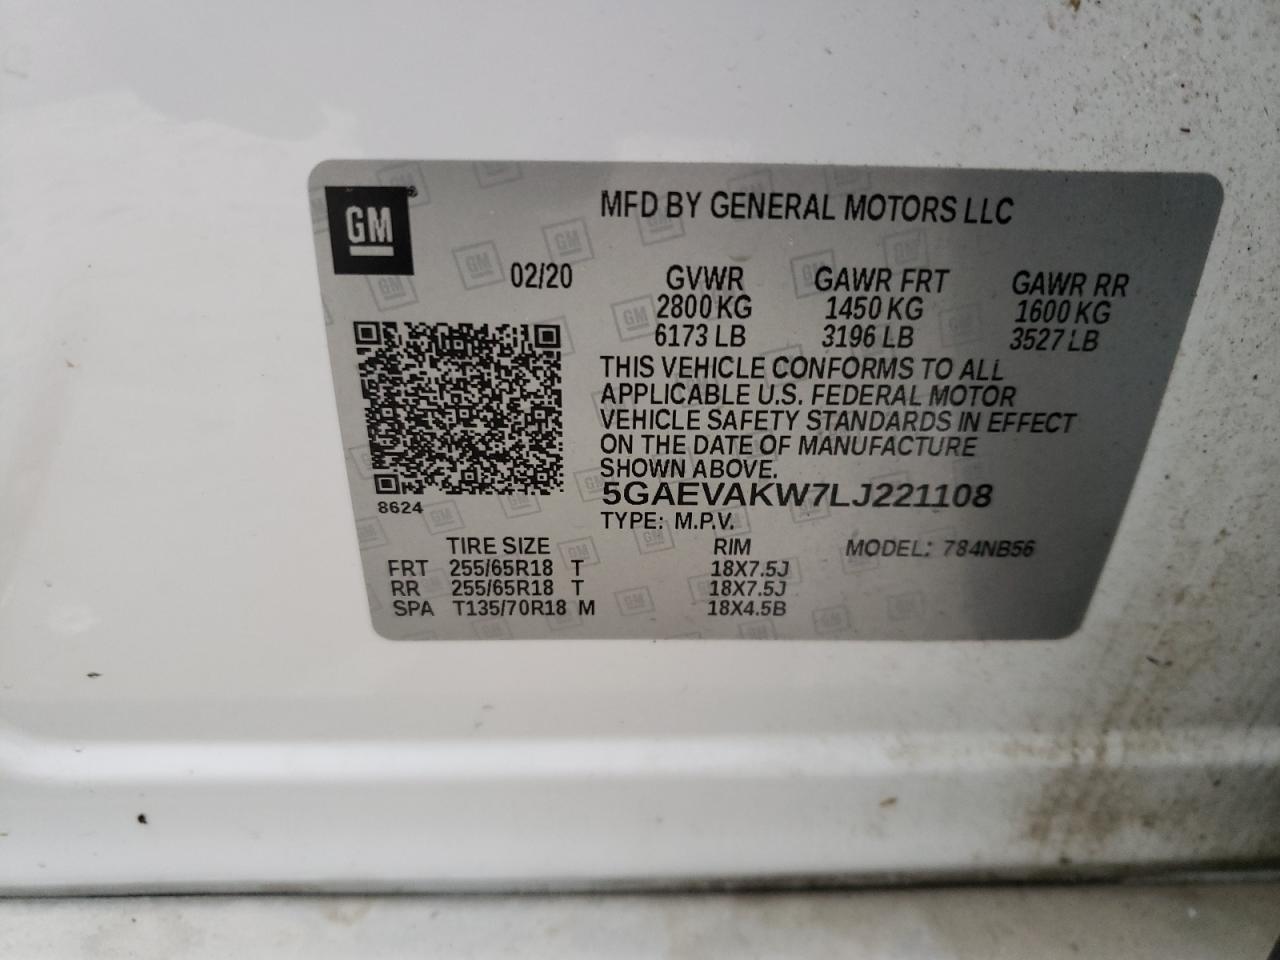 GM®
MFD BY GENERAL MOTORS LLC
02/20 GVWR GAWR FRT GAWR RR
2800 KG 1450 KG 1600 KG
6173 LB 3196 LB 3527 LB
THIS VEHICLE CONFORMS TO ALL
APPLICABLE U.S. FEDERAL MOTOR
VEHICLE SAFETY STANDARDS IN EFFECT
ON THE DATE OF MANUFACTURE
SHOWN ABOVE.
5GAEVAKW7LJ221108
8624
TYPE: M.P.V.
TIRE SIZE RIM MODEL: 784NB56
FRT 255/65R18 T 18X7.5J
RR 255/65R18 T 18X7.5J
SPA T135/70R18 M 18X4.5B